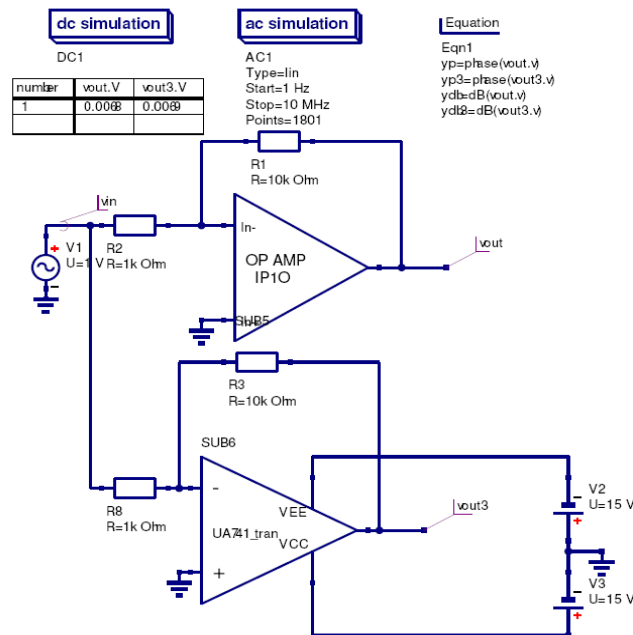 dc simulation
DC1
number vout.V vout3.V
1 0.0068 0.0069
ac simulation
AC1
Type=lin
Start=1 Hz
Stop=10 MHz
Points=1801
Equation
Eqn1
yp=phase(vout.v)
yp3=phase(vout3.v)
ydb=dB(vout.v)
ydb3=dB(vout3.v)
R1
R=10k Ohm
vin
V1
U=1 V
R2
R=1k Ohm
In-
OP AMP
IP1O
SUB5
vout
R3
R=10k Ohm
SUB6
R8
R=1k Ohm
-
VEE
UA741_tran
VCC
+
vout3
V2
U=15 V
V3
U=15 V